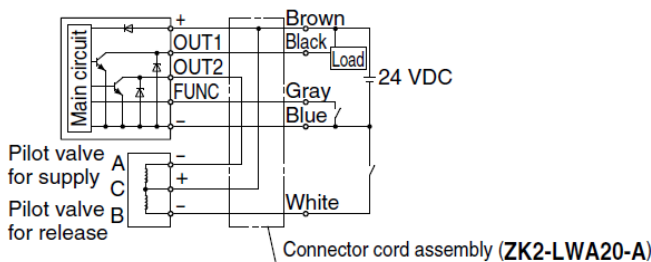 Main circuit
+
OUT1
OUT2
FUNC
−
Brown
Black
Load
24 VDC
Gray
Blue
Pilot valve
for supply
A
−
C
+
Pilot valve
for release
B
−
White
Connector cord assembly (ZK2-LWA20-A)